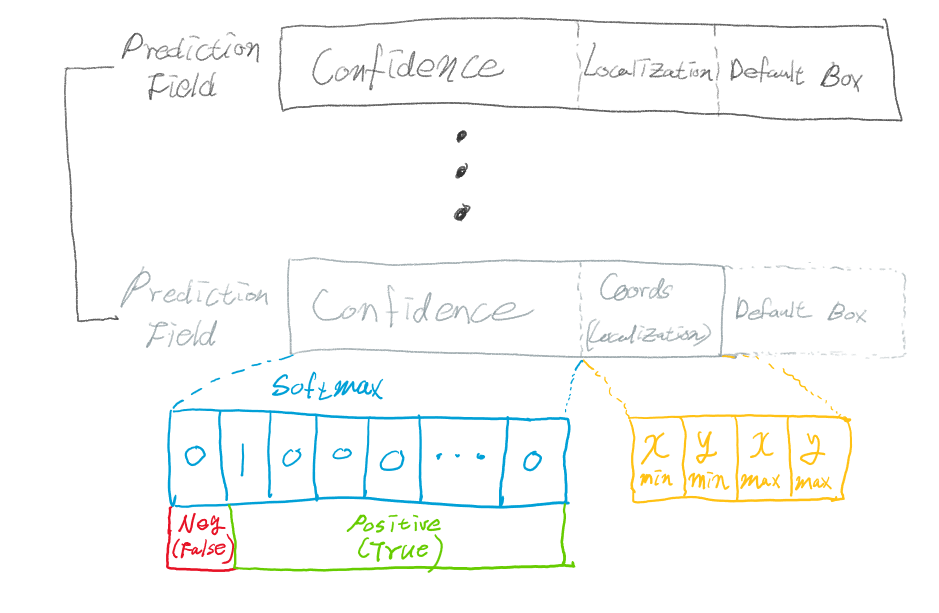 Prediction
Field
Confidence
Localization
Default Box
Prediction
Field
Confidence
Coords
(Localization)
Default Box
Softmax
0 1 0 0 0 ... 0
x min
y min
x max
y max
Neg
(False)
Positive
(True)